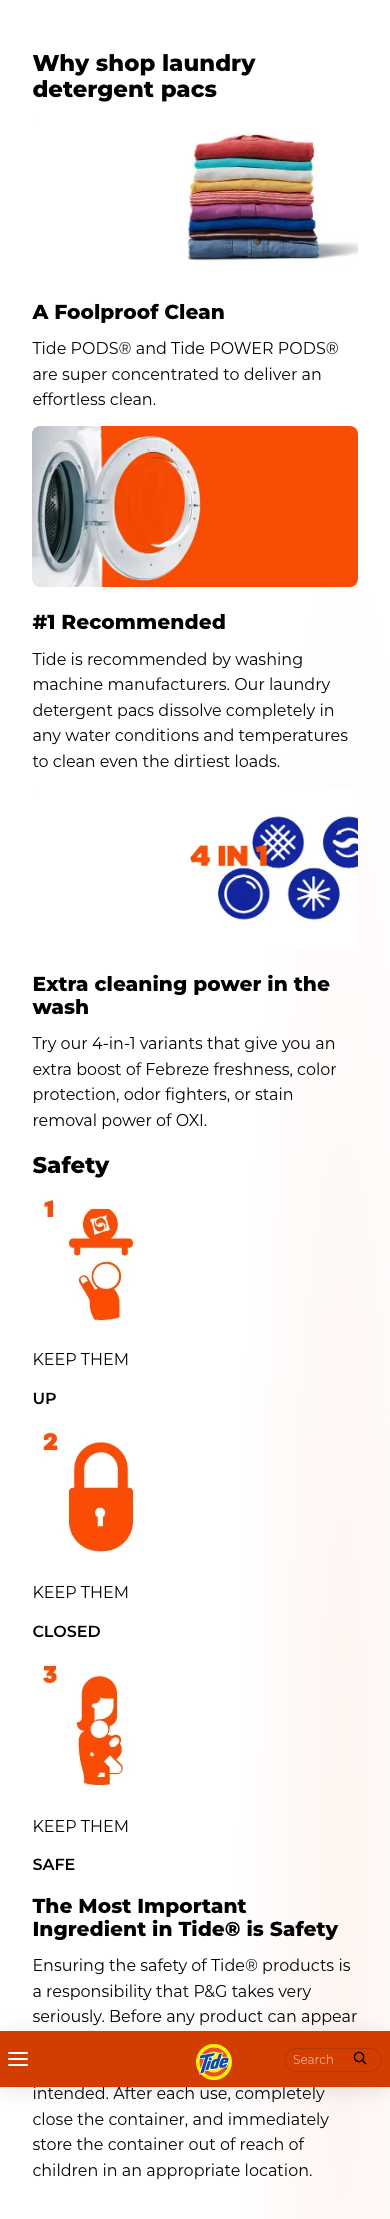 Why shop laundry
detergent pacs
A Foolproof Clean
Tide PODS® and Tide POWER PODS®
are super concentrated to deliver an
effortless clean.
#1 Recommended
Tide is recommended by washing
machine manufacturers. Our laundry
detergent pacs dissolve completely in
any water conditions and temperatures
to clean even the dirtiest loads.
4 IN 1
Extra cleaning power in the
wash
Try our 4-in-1 variants that give you an
extra boost of Febreze freshness, color
protection, odor fighters, or stain
removal power of OXI.
Safety
1
KEEP THEM
UP
2
KEEP THEM
CLOSED
3
KEEP THEM
SAFE
The Most Important
Ingredient in Tide® is Safety
Ensuring the safety of Tide® products is
a responsibility that P&G takes very
seriously. Before any product can appear
Tide
Search
intended. After each use, completely
close the container, and immediately
store the container out of reach of
children in an appropriate location.